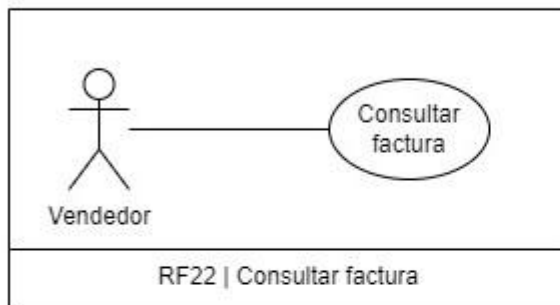 Consultar
factura
Vendedor
RF22 | Consultar factura